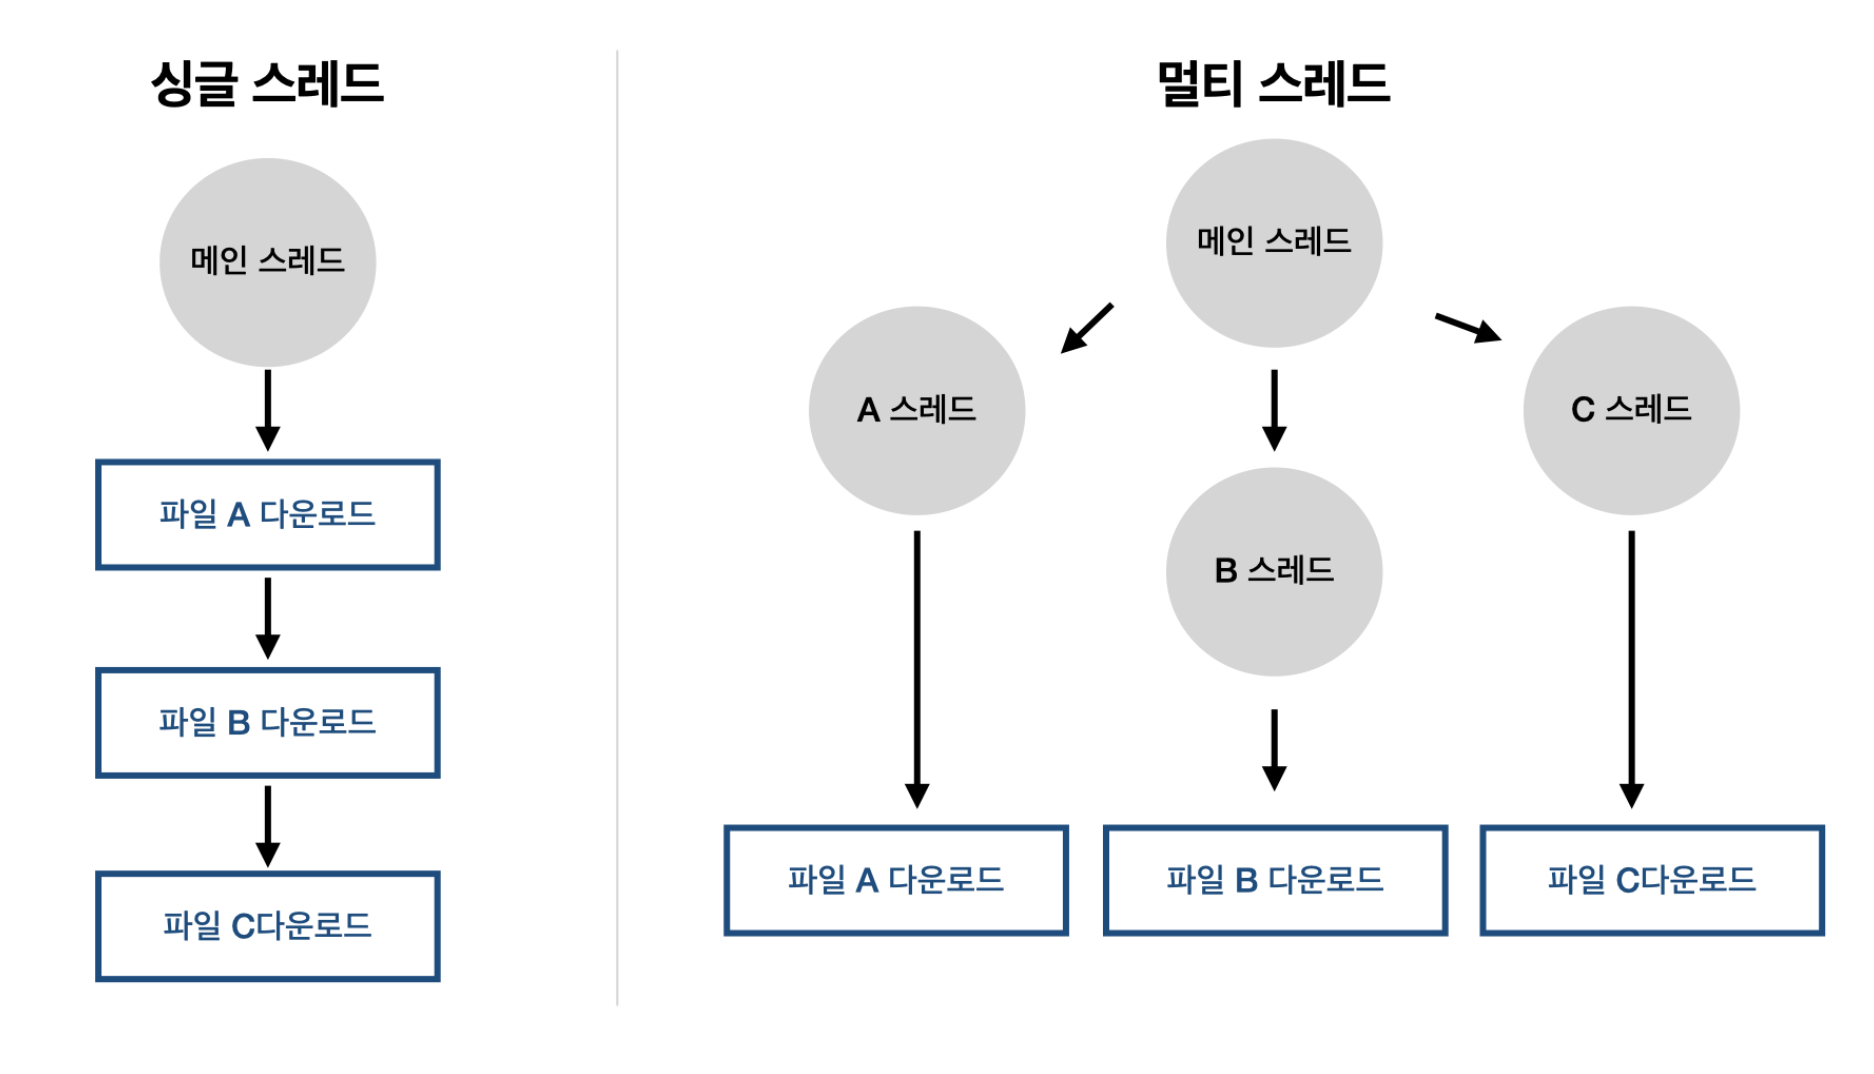 싱글 스레드
메인 스레드
파일 A 다운로드
파일 B 다운로드
파일 C다운로드
멀티 스레드
메인 스레드
A 스레드
B 스레드
C 스레드
파일 A 다운로드
파일 B 다운로드
파일 C다운로드